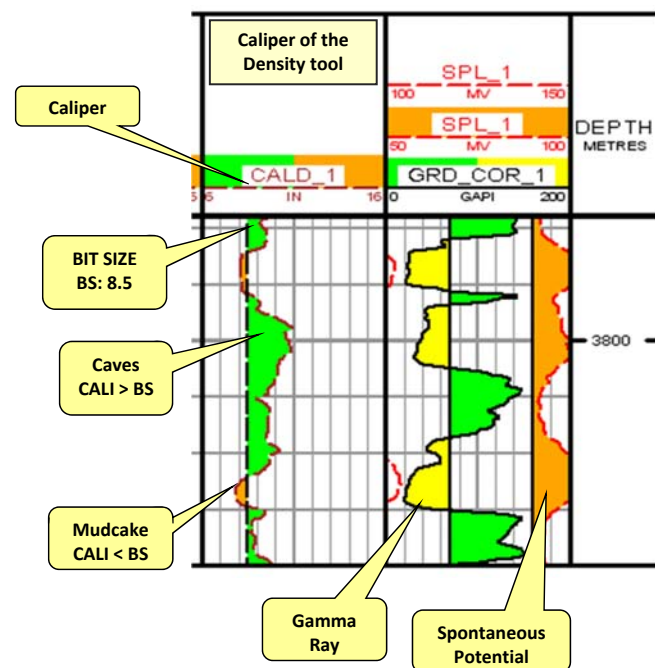 Caliper of the
Density tool
Caliper
SPL_1
100 MV 150
SPL_1
50 MV 100
DEPTH
METRES
CALD_1
GRD_COR_1
5 6 IN 16
0 GAPI 200
BIT SIZE
BS: 8.5
3800
Caves
CALI > BS
Mudcake
CALI < BS
Gamma
Ray
Spontaneous
Potential